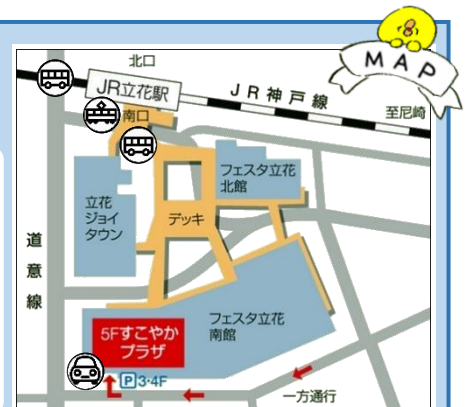 MAP
北口
JR立花駅
JR神戸線
至尼崎
南口
フェスタ立花
北館
立花
ジョイ
タウン
デッキ
道意線
フェスタ立花
南館
5Fすこやか
プラザ
P3・4F
一方通行